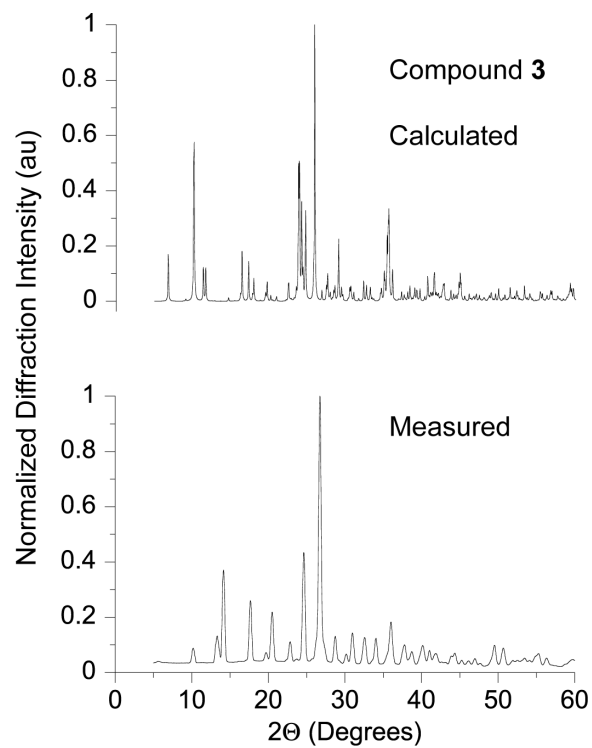 Normalized Diffraction Intensity (au)
1
0.8
0.6
0.4
0.2
0
Compound 3
Calculated
1
0.8
0.6
0.4
0.2
0
Measured
0 10 20 30 40 50 60
2Θ (Degrees)